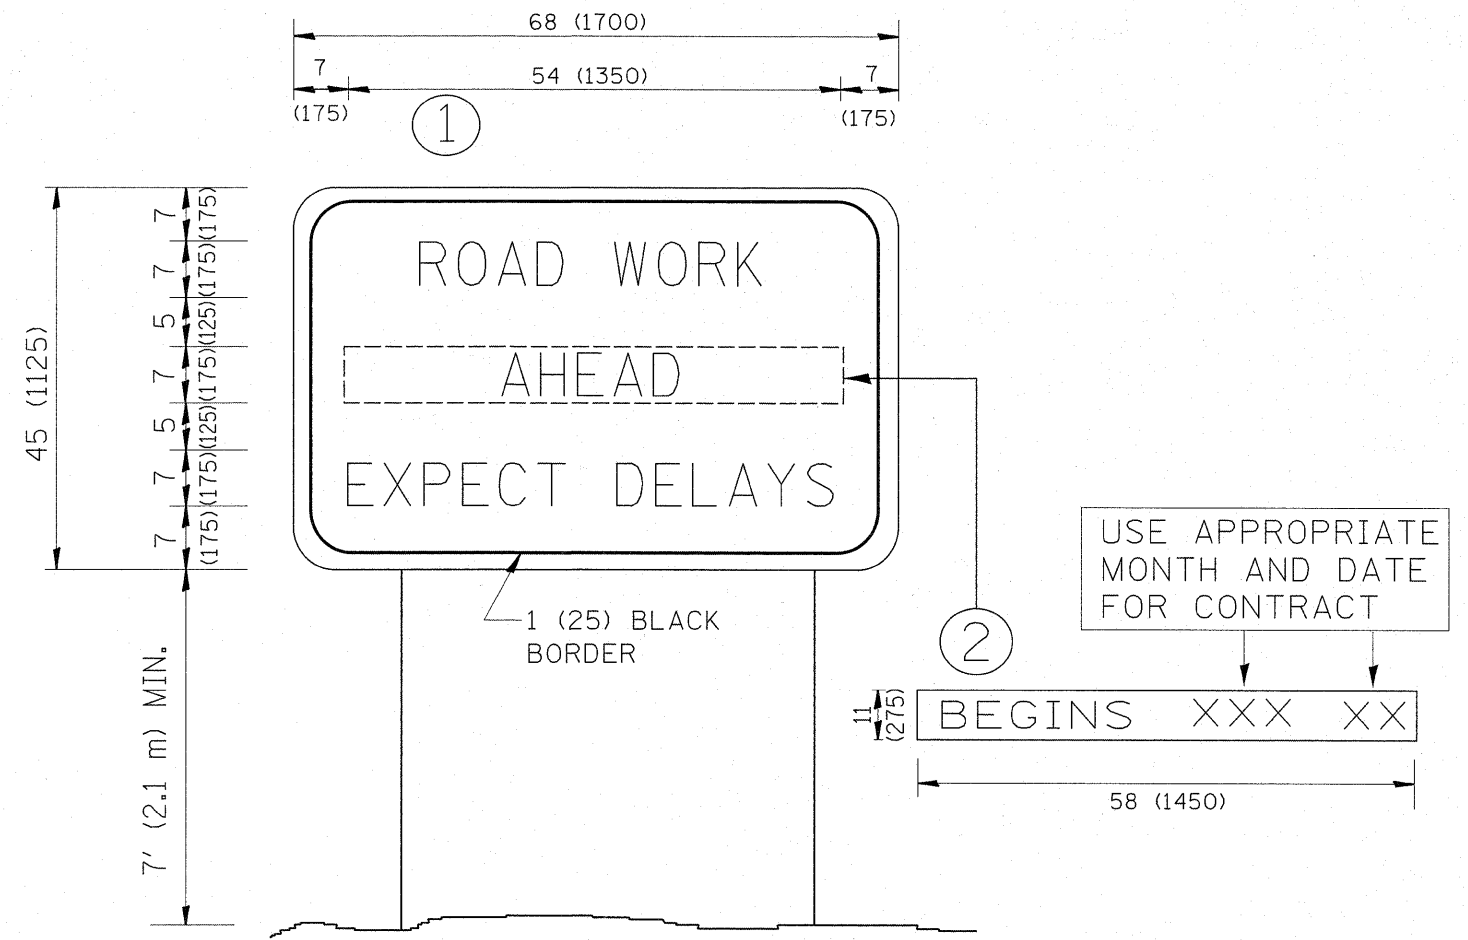 68 (1700)
7
54 (1350)
7
(175)
(175)
1
7
(175)
7
(175)
5
(125)
7
(175)
5
(125)
7
(175)
7
(175)
45 (1125)
ROAD WORK
AHEAD
EXPECT DELAYS
1 (25) BLACK
BORDER
7' (2.1 m) MIN.
2
USE APPROPRIATE
MONTH AND DATE
FOR CONTRACT
11
(275)
BEGINS XXX XX
58 (1450)